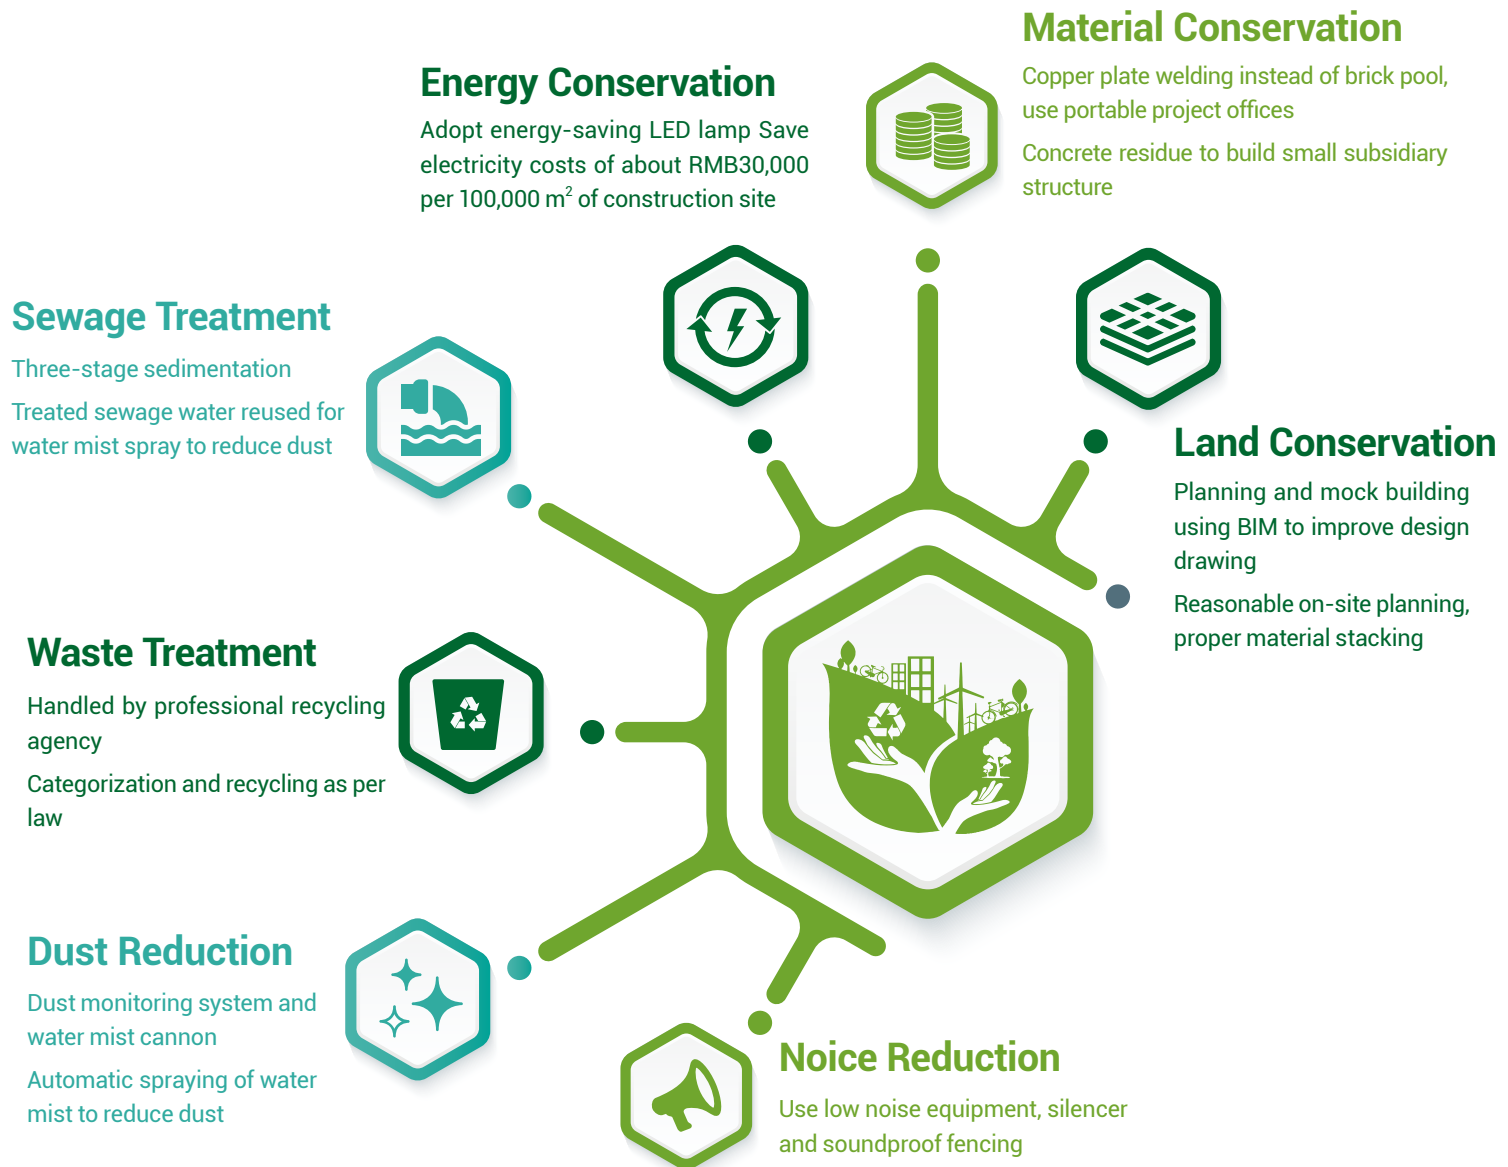 Material Conservation
Copper plate welding instead of brick pool,
use portable project offices
Concrete residue to build small subsidiary
structure
Energy Conservation
Adopt energy-saving LED lamp Save
electricity costs of about RMB30,000
per 100,000 m² of construction site
Sewage Treatment
Three-stage sedimentation
Treated sewage water reused for
water mist spray to reduce dust
Land Conservation
Planning and mock building
using BIM to improve design
drawing
Reasonable on-site planning,
proper material stacking
Waste Treatment
Handled by professional recycling
agency
Categorization and recycling as per
law
Dust Reduction
Dust monitoring system and
water mist cannon
Automatic spraying of water
mist to reduce dust
Noice Reduction
Use low noise equipment, silencer
and soundproof fencing